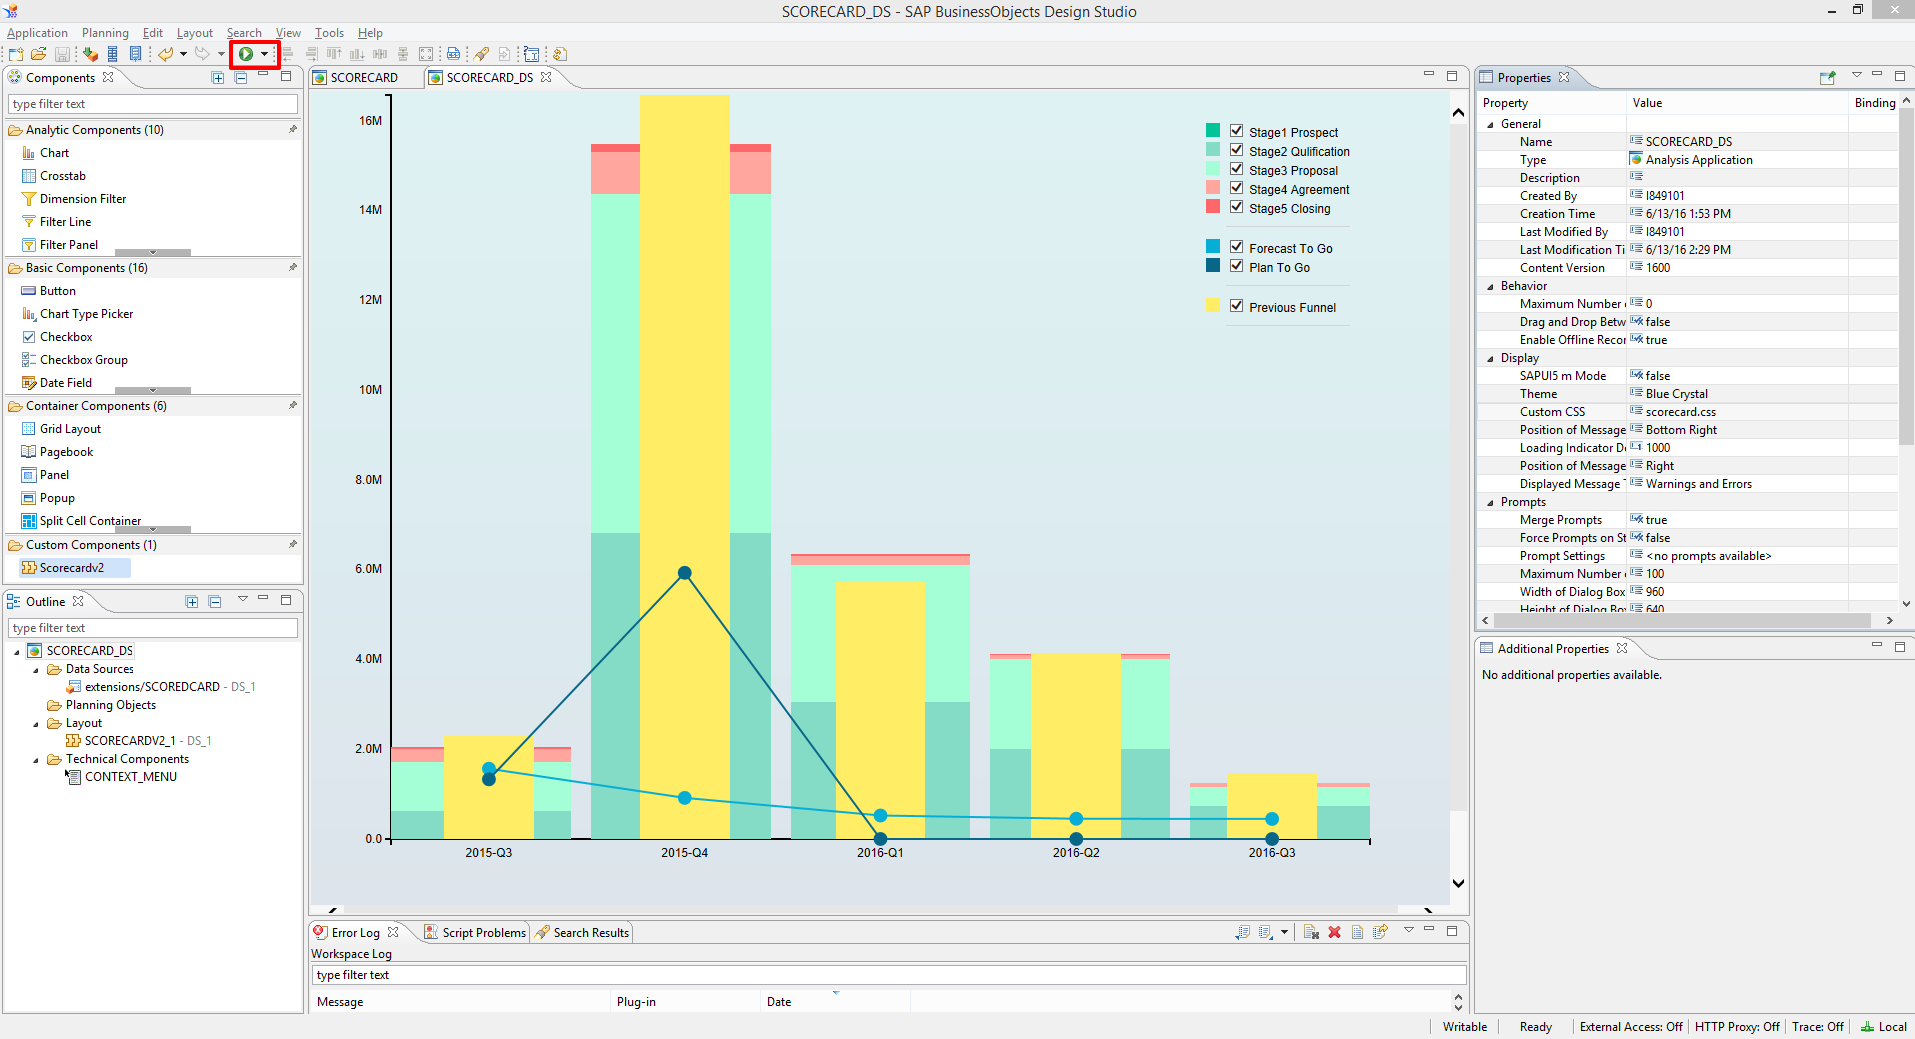 SCORECARD_DS - SAP BusinessObjects Design Studio
Application Planning Edit Layout Search View Tools Help
Components
type filter text
Analytic Components (10)
Chart
Crosstab
Dimension Filter
Filter Line
Filter Panel
Basic Components (16)
Button
Chart Type Picker
Checkbox
Checkbox Group
Date Field
Container Components (6)
Grid Layout
Pagebook
Panel
Popup
Split Cell Container
Custom Components (1)
Scorecardv2
Outline
type filter text
SCORECARD_DS
Data Sources
extensions/SCOREDCARD - DS_1
Planning Objects
Layout
SCORECARDV2_1 - DS_1
Technical Components
CONTEXT_MENU
SCORECARD SCORECARD_DS
16M
14M
12M
10M
8.0M
6.0M
4.0M
2.0M
0.0
2015-Q3 2015-Q4 2016-Q1 2016-Q2 2016-Q3
Stage1 Prospect
Stage2 Qulification
Stage3 Proposal
Stage4 Agreement
Stage5 Closing
Forecast To Go
Plan To Go
Previous Funnel
Error Log Script Problems Search Results
Workspace Log
type filter text
Message Plug-in Date
Properties
Property Value Binding
General
Name SCORECARD_DS
Type Analysis Application
Description
Created By I849101
Creation Time 6/13/16 1:53 PM
Last Modified By I849101
Last Modification Ti 6/13/16 2:29 PM
Content Version 1600
Behavior
Maximum Number 0
Drag and Drop Betw false
Enable Offline Recor true
Display
SAPUI5 m Mode false
Theme Blue Crystal
Custom CSS scorecard.css
Position of Message Bottom Right
Loading Indicator D 1000
Position of Message Right
Displayed Message Warnings and Errors
Prompts
Merge Prompts true
Force Prompts on St false
Prompt Settings <no prompts available>
Maximum Number 100
Width of Dialog Box 960
Height of Dialog Bo 640
Additional Properties
No additional properties available.
Writable Ready External Access: Off HTTP Proxy: Off Trace: Off Local